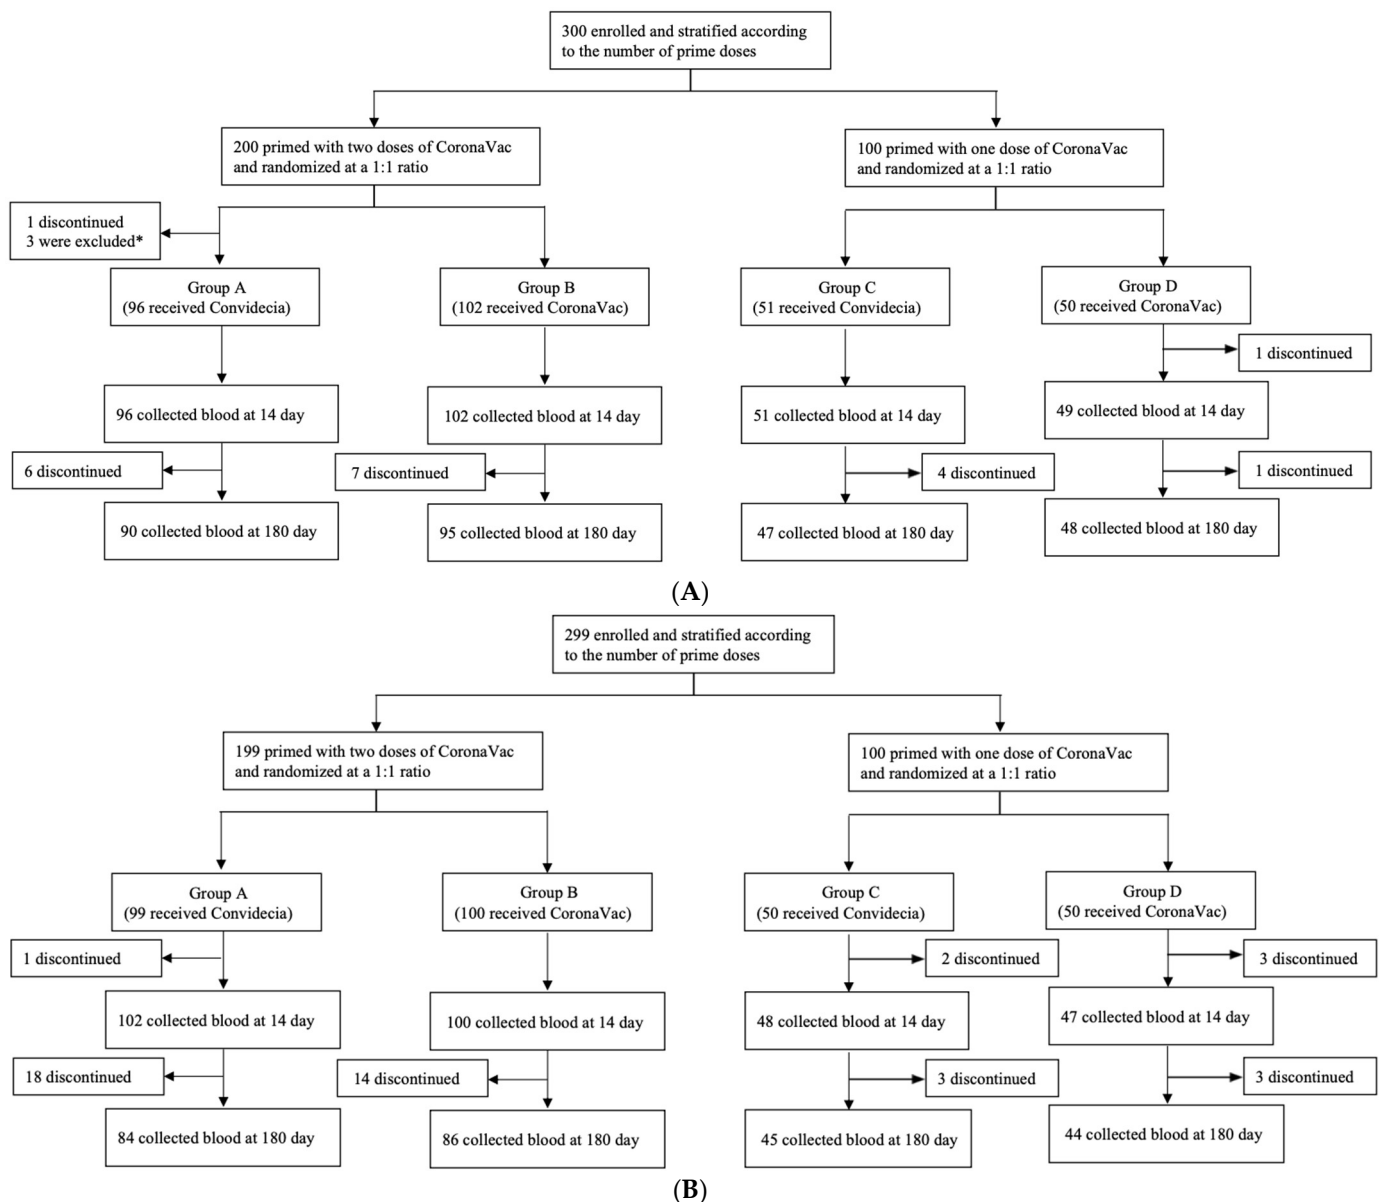 300 enrolled and stratified according
to the number of prime doses
200 primed with two doses of CoronaVac
and randomized at a 1:1 ratio
100 primed with one dose of CoronaVac
and randomized at a 1:1 ratio
1 discontinued
3 were excluded*
Group A
(96 received Convidecia)
Group B
(102 received CoronaVac)
Group C
(51 received Convidecia)
Group D
(50 received CoronaVac)
1 discontinued
96 collected blood at 14 day
102 collected blood at 14 day
51 collected blood at 14 day
49 collected blood at 14 day
6 discontinued
7 discontinued
4 discontinued
1 discontinued
90 collected blood at 180 day
95 collected blood at 180 day
47 collected blood at 180 day
48 collected blood at 180 day
(A)
299 enrolled and stratified according
to the number of prime doses
199 primed with two doses of CoronaVac
and randomized at a 1:1 ratio
100 primed with one dose of CoronaVac
and randomized at a 1:1 ratio
Group A
(99 received Convidecia)
Group B
(100 received CoronaVac)
Group C
(50 received Convidecia)
Group D
(50 received CoronaVac)
1 discontinued
2 discontinued
3 discontinued
102 collected blood at 14 day
100 collected blood at 14 day
48 collected blood at 14 day
47 collected blood at 14 day
18 discontinued
14 discontinued
3 discontinued
3 discontinued
84 collected blood at 180 day
86 collected blood at 180 day
45 collected blood at 180 day
44 collected blood at 180 day
(B)